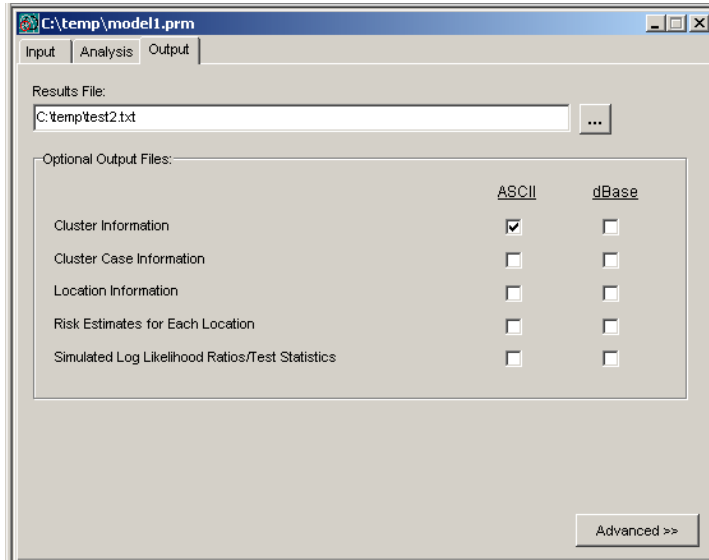 C:\temp\model1.prm
Input Analysis Output
Results File:
C:\temp\test2.txt ...
Optional Output Files:
ASCII dBase
Cluster Information
Cluster Case Information
Location Information
Risk Estimates for Each Location
Simulated Log Likelihood Ratios/Test Statistics
Advanced >>